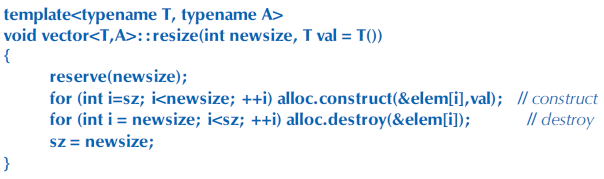 template<typename T, typename A>
void vector<T,A>::resize(int newsize, T val = T())
{
reserve(newsize);
for (int i=sz; i<newsize; ++i) alloc.construct(&elem[i],val); // construct
for (int i = newsize; i<sz; ++i) alloc.destroy(&elem[i]); // destroy
sz = newsize;
}